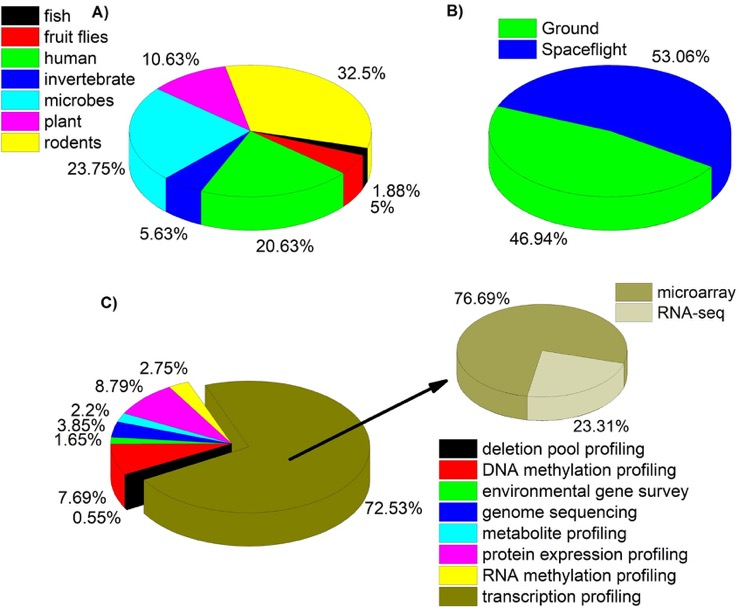 A)
fish
fruit flies
human
invertebrate
microbes
plant
rodents
10.63%
32.5%
23.75%
1.88%
5%
5.63%
20.63%
B)
Ground
Spaceflight
53.06%
46.94%
C)
2.75%
8.79%
2.2%
3.85%
1.65%
7.69%
0.55%
72.53%
76.69%
microarray
RNA-seq
23.31%
deletion pool profiling
DNA methylation profiling
environmental gene survey
genome sequencing
metabolite profiling
protein expression profiling
RNA methylation profiling
transcription profiling